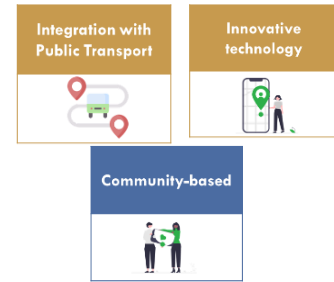 Integration with
Public Transport
Innovative
technology
Community-based